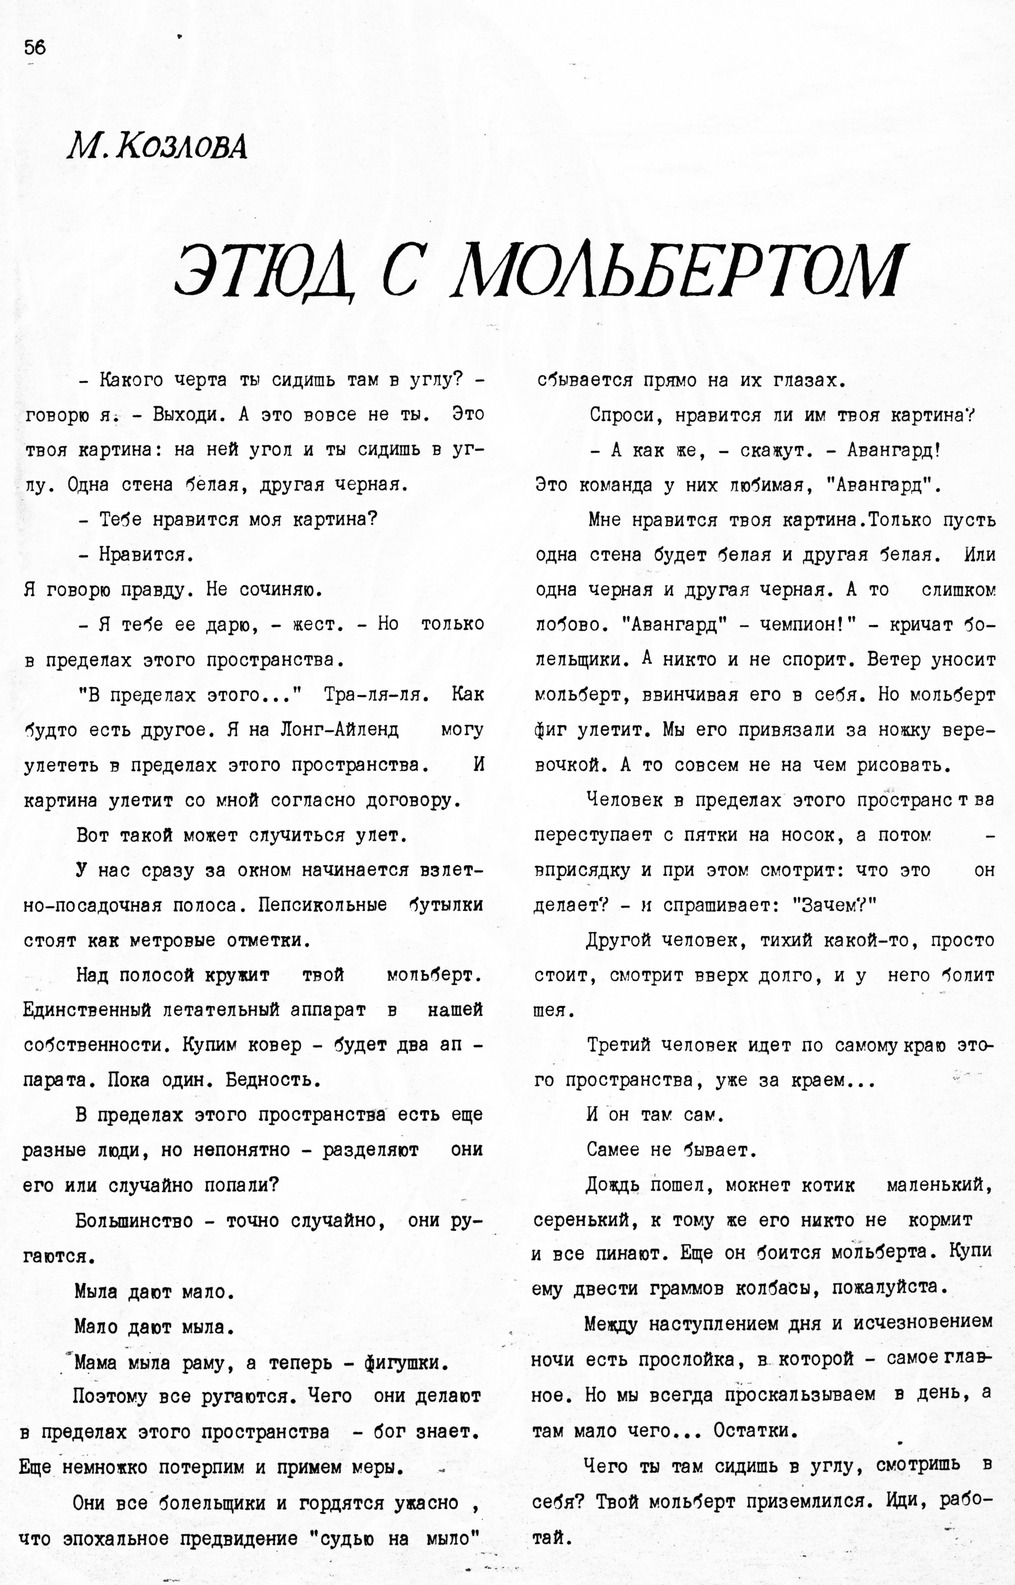 56
М. Козлова
ЭТЮД С МОЛЬБЕРТОМ
- Какого черта ты сидишь там в углу? -
говорю я. - Выходи. А это вовсе не ты. Это
твоя картина: на ней угол и ты сидишь в уг-
лу. Одна стена белая, другая черная.
- Тебе нравится моя картина?
- Нравится.
Я говорю правду. Не сочиняю.
- Я тебе ее дарю, - жест. - Но только
в пределах этого пространства.
"В пределах этого..." Тра-ля-ля. Как
будто есть другое. Я на Лонг-Айленд могу
улететь в пределах этого пространства. И
картина улетит со мной согласно договору.
Вот такой может случиться улет.
У нас сразу за окном начинается взлет-
но-посадочная полоса. Пепсикольные бутылки
стоят как метровые отметки.
Над полосой кружит твой мольберт.
Единственный летательный аппарат в нашей
собственности. Купим ковер - будет два ап -
парата. Пока один. Бедность.
В пределах этого пространства есть еще
разные люди, но непонятно - разделяют они
его или случайно попали?
Большинство - точно случайно, они ру-
гаются.
Мыла дают мало.
Мало дают мыла.
Мама мыла раму, а теперь - фигушки.
Поэтому все ругаются. Чего они делают
в пределах этого пространства - бог знает.
Еще немножко потерпим и примем меры.
Они все болельщики и гордятся ужасно ,
что эпохальное предвидение "судью на мыло"
сбывается прямо на их глазах.
Спроси, нравится ли им твоя картина?
- А как же, - скажут. - Авангард!
Это команда у них любимая, "Авангард".
Мне нравится твоя картина.Только пусть
одна стена будет белая и другая белая. Или
одна черная и другая черная. А то слишком
лобово. "Авангард" - чемпион!" - кричат бо-
лельщики. А никто и не спорит. Ветер уносит
мольберт, ввинчивая его в себя. Но мольберт
фиг улетит. Мы его привязали за ножку вере-
вочкой. А то совсем не на чем рисовать.
Человек в пределах этого пространства
переступает с пятки на носок, а потом -
вприсядку и при этом смотрит: что это он
делает? - и спрашивает: "Зачем?"
Другой человек, тихий какой-то, просто
стоит, смотрит вверх долго, и у него болит
шея.
Третий человек идет по самому краю это-
го пространства, уже за краем...
И он там сам.
Самее не бывает.
Дождь пошел, мокнет котик маленький,
серенький, к тому же его никто не кормит
и все пинают. Еще он боится мольберта. Купи
ему двести граммов колбасы, пожалуйста.
Между наступлением дня и исчезновением
ночи есть прослойка, в которой - самое глав-
ное. Но мы всегда проскальзываем в день, а
там мало чего... Остатки.
Чего ты там сидишь в углу, смотришь в
себя? Твой мольберт приземлился. Иди, рабо-
тай.